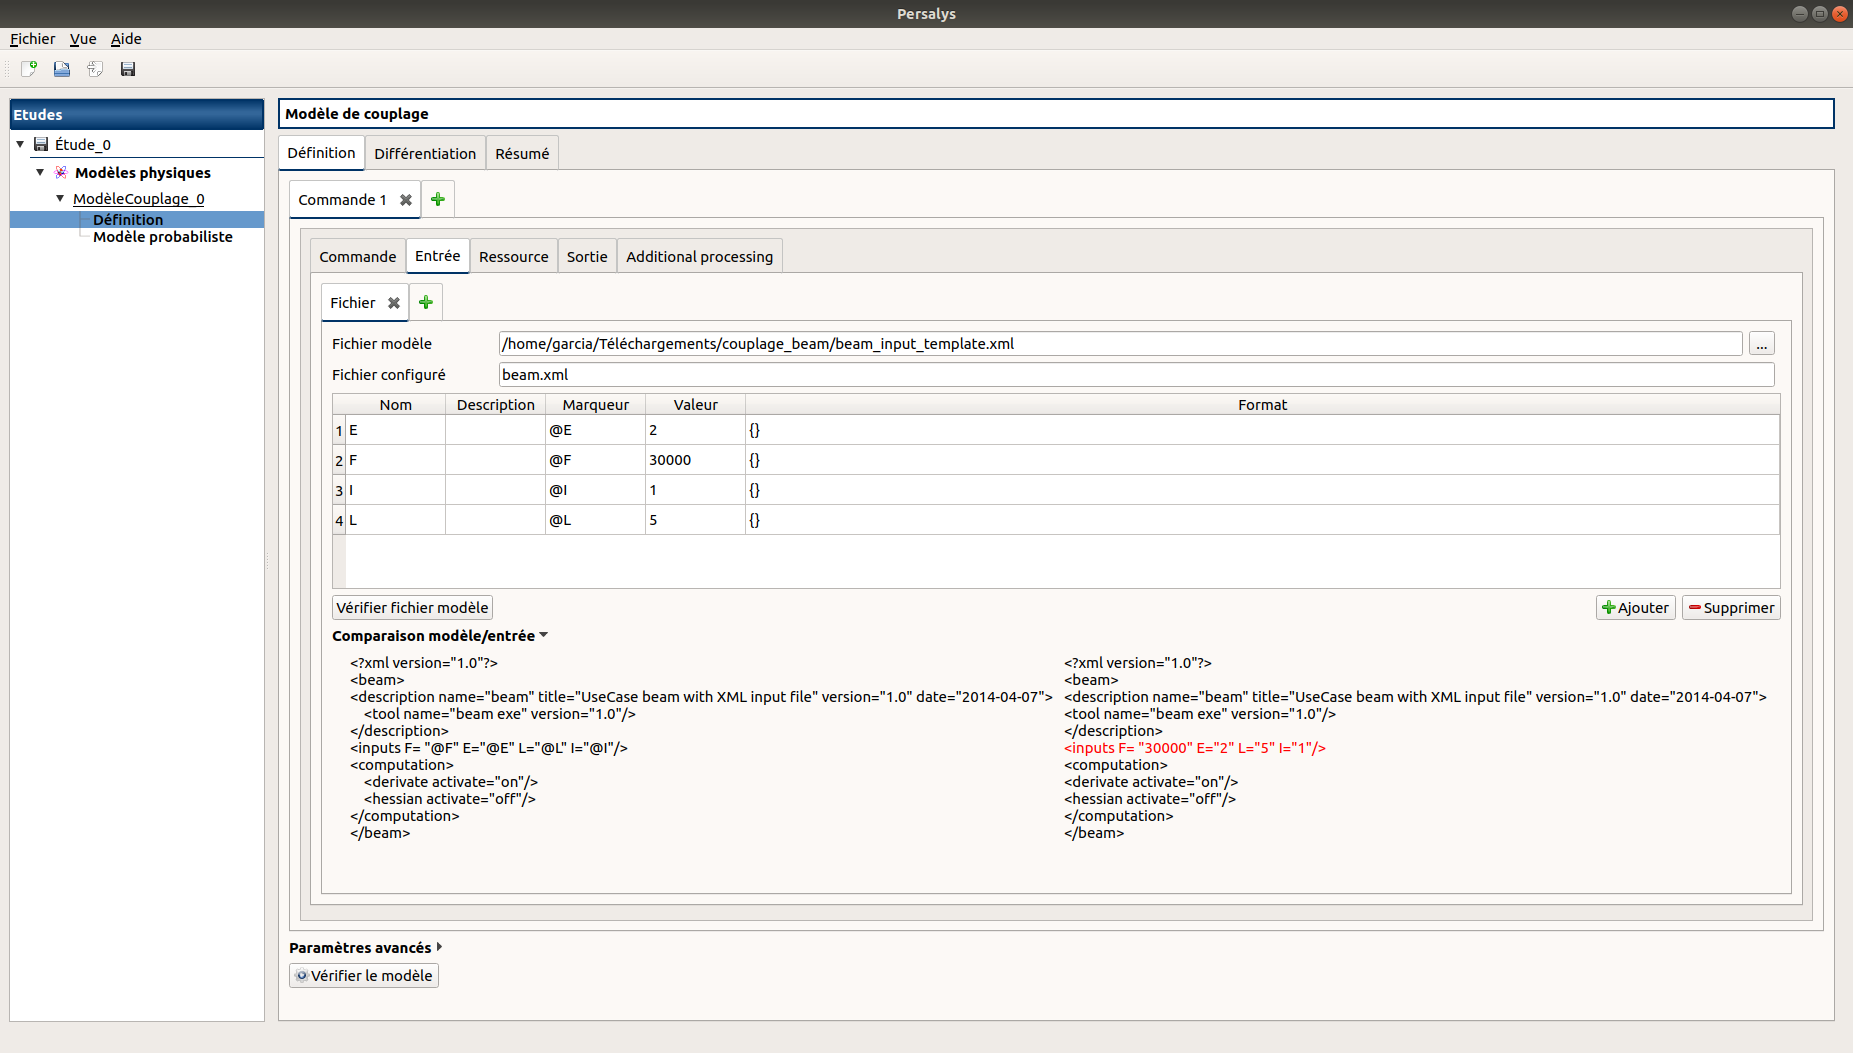 Persalys
Fichier Vue Aide
Etudes
Étude_0
Modèles physiques
ModèleCouplage_0
Définition
Modèle probabiliste
Modèle de couplage
Définition Différentiation Résumé
Commande 1
Commande Entrée Ressource Sortie Additional processing
Fichier
Fichier modèle /home/garcia/Téléchargements/couplage_beam/beam_input_template.xml ...
Fichier configuré beam.xml
Nom Description Marqueur Valeur Format
1 E @E 2 {}
2 F @F 30000 {}
3 I @I 1 {}
4 L @L 5 {}
Vérifier fichier modèle Ajouter Supprimer
Comparaison modèle/entrée
<?xml version="1.0"?>
<beam>
<description name="beam" title="UseCase beam with XML input file" version="1.0" date="2014-04-07">
<tool name="beam exe" version="1.0"/>
</description>
<inputs F= "@F" E="@E" L="@L" I="@I"/>
<computation>
<derivate activate="on"/>
<hessian activate="off"/>
</computation>
</beam>
<?xml version="1.0"?>
<beam>
<description name="beam" title="UseCase beam with XML input file" version="1.0" date="2014-04-07">
<tool name="beam exe" version="1.0"/>
</description>
<inputs F= "30000" E="2" L="5" I="1"/>
<computation>
<derivate activate="on"/>
<hessian activate="off"/>
</computation>
</beam>
Paramètres avancés
Vérifier le modèle